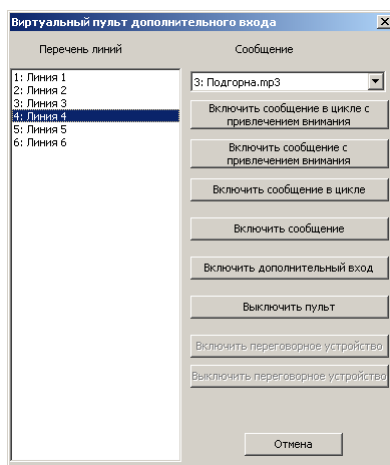 Виртуальный пульт дополнительного входа
Перечень линий
Сообщение
1: Линия 1
2: Линия 2
3: Линия 3
4: Линия 4
5: Линия 5
6: Линия 6
3: Подгорна.mp3
Включить сообщение в цикле с
привлечением внимания
Включить сообщение с
привлечением внимания
Включить сообщение в цикле
Включить сообщение
Включить дополнительный вход
Выключить пульт
Включить переговорное устройство
Выключить переговорное устройство
Отмена